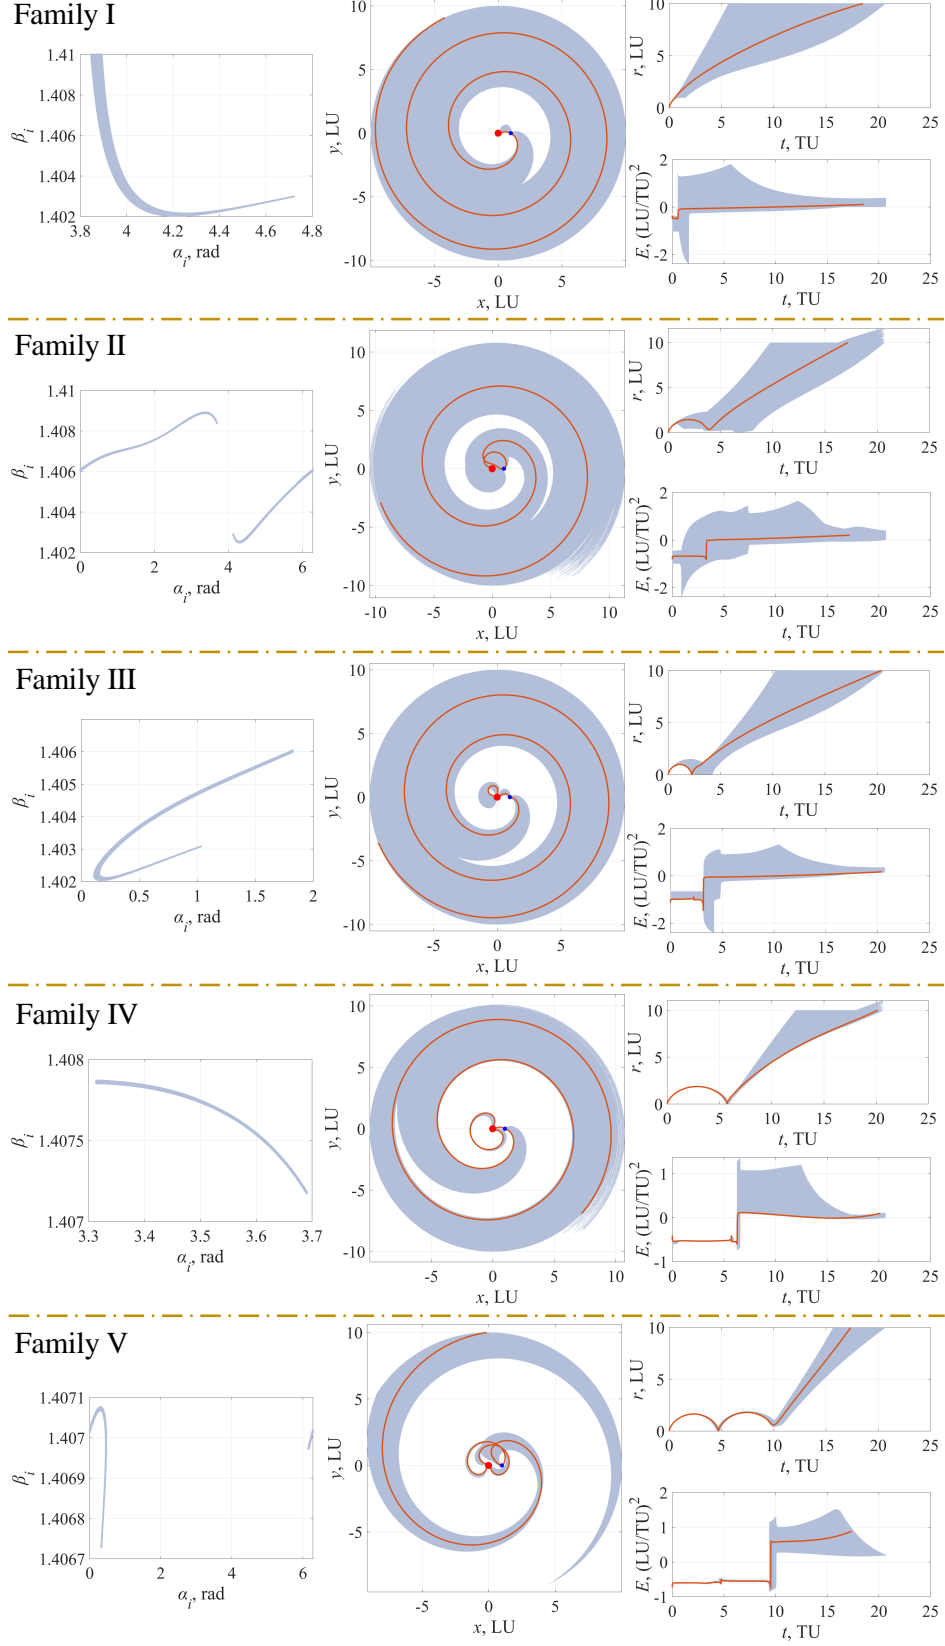 Family I
1.41
1.408
1.406
1.404
1.402
β_i
3.8 4 4.2 4.4 4.6 4.8
α_i, rad
10
5
0
-5
-10
y, LU
-5 0 5
x, LU
10
5
0
r, LU
0 5 10 15 20 25
t, TU
2
0
-2
E, (LU/TU)^2
0 5 10 15 20 25
t, TU
Family II
1.41
1.408
1.406
1.404
1.402
β_i
0 2 4 6
α_i, rad
10
5
0
-5
-10
y, LU
-10 -5 0 5 10
x, LU
10
5
0
r, LU
0 5 10 15 20 25
t, TU
2
0
-2
E, (LU/TU)^2
0 5 10 15 20 25
t, TU
Family III
1.406
1.405
1.404
1.403
1.402
β_i
0 0.5 1 1.5 2
α_i, rad
10
5
0
-5
-10
y, LU
-5 0 5
x, LU
10
5
0
r, LU
0 5 10 15 20 25
t, TU
2
0
-2
E, (LU/TU)^2
0 5 10 15 20 25
t, TU
Family IV
1.408
1.4075
1.407
β_i
3.3 3.4 3.5 3.6 3.7
α_i, rad
10
5
0
-5
-10
y, LU
-5 0 5 10
x, LU
10
5
0
r, LU
0 5 10 15 20 25
t, TU
1
0
-1
E, (LU/TU)^2
0 5 10 15 20 25
t, TU
Family V
1.4071
1.407
1.4069
1.4068
1.4067
β_i
0 2 4 6
α_i, rad
10
5
0
-5
y, LU
-5 0 5
x, LU
10
5
0
r, LU
0 5 10 15 20 25
t, TU
2
1
0
-1
E, (LU/TU)^2
0 5 10 15 20 25
t, TU